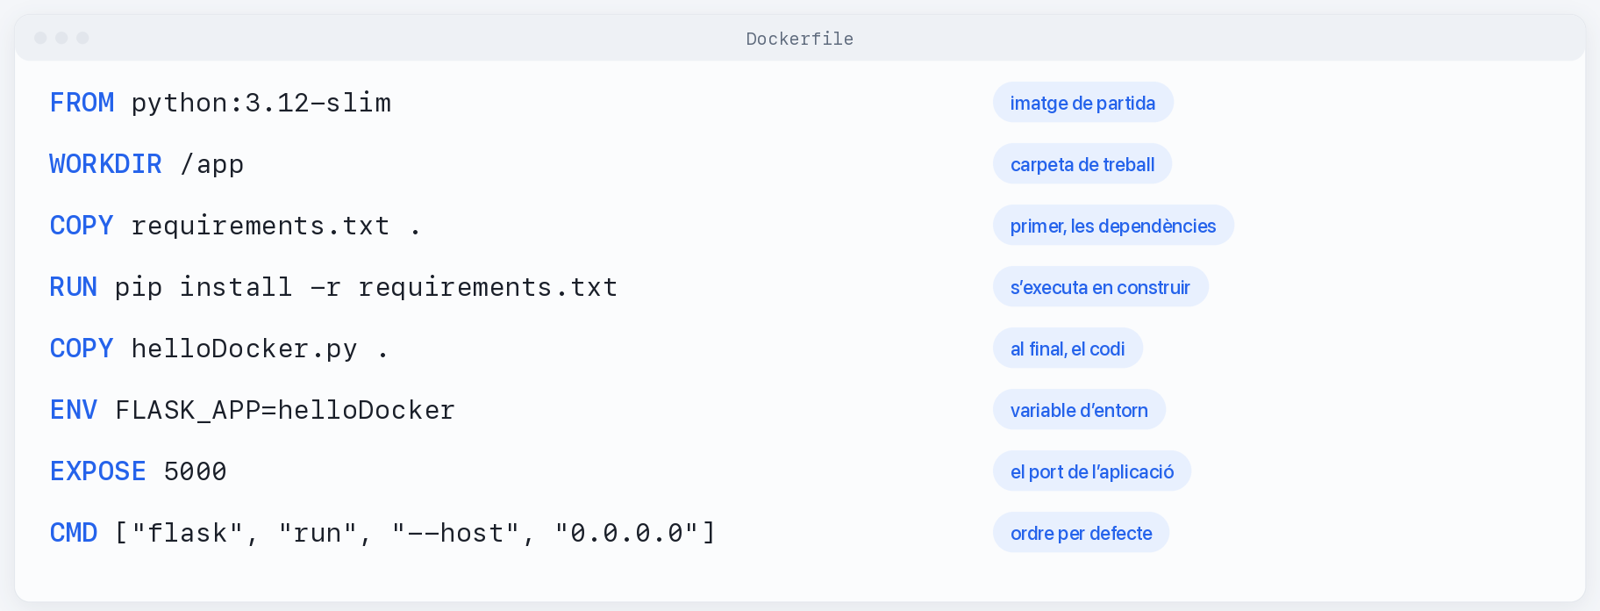 Dockerfile
FROM python:3.12-slim imatge de partida
WORKDIR /app carpeta de treball
COPY requirements.txt . primer, les dependències
RUN pip install -r requirements.txt s’executa en construir
COPY helloDocker.py . al final, el codi
ENV FLASK_APP=helloDocker variable d’entorn
EXPOSE 5000 el port de l’aplicació
CMD ["flask", "run", "--host", "0.0.0.0"] ordre per defecte